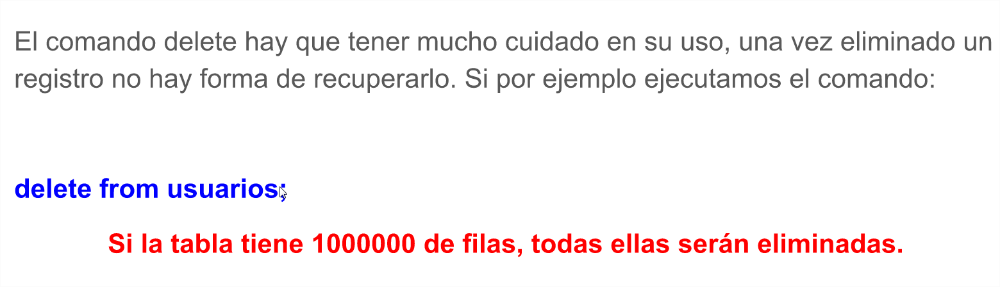 El comando delete hay que tener mucho cuidado en su uso, una vez eliminado un
registro no hay forma de recuperarlo. Si por ejemplo ejecutamos el comando:
delete from usuarios;
Si la tabla tiene 1000000 de filas, todas ellas serán eliminadas.